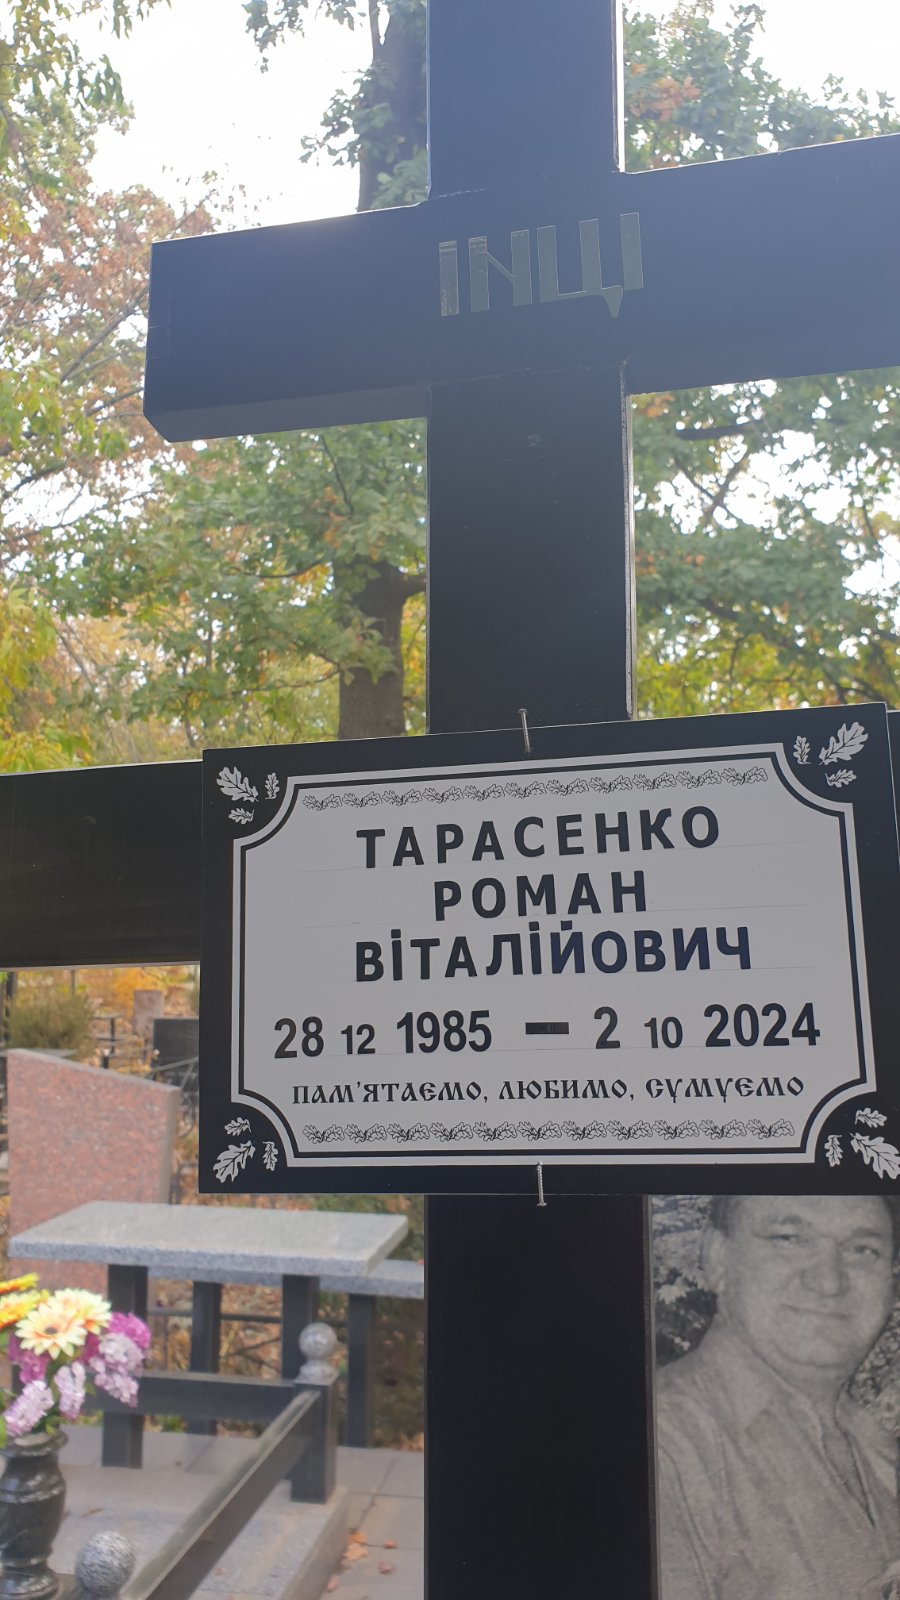 ІНЦІ
ТАРАСЕНКО
РОМАН
ВіТАЛіЙОВИЧ
28 12 1985 – 2 10 2024
ПАМ'ЯТАЄМО, ЛЮБИМО, СУМУЄМО